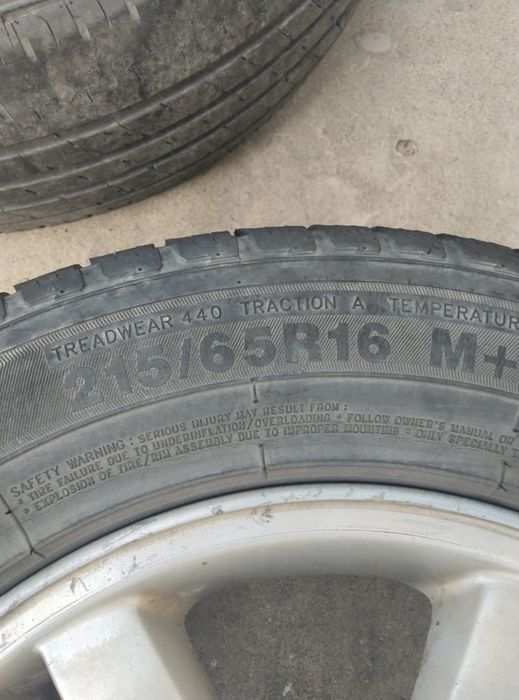 TREADWEAR 440 TRACTION A TEMPERATUR
215/65R16 M+
SAFETY WARNING : SERIOUS INJURY MAY RESULT FROM :
• TIRE FAILURE DUE TO UNDERINFLATION/OVERLOADING • FOLLOW OWNER'S MANUAL OR
• EXPLOSION OF TIRE/RIM ASSEMBLY DUE TO IMPROPER MOUNTING • ONLY SPECIALLY T